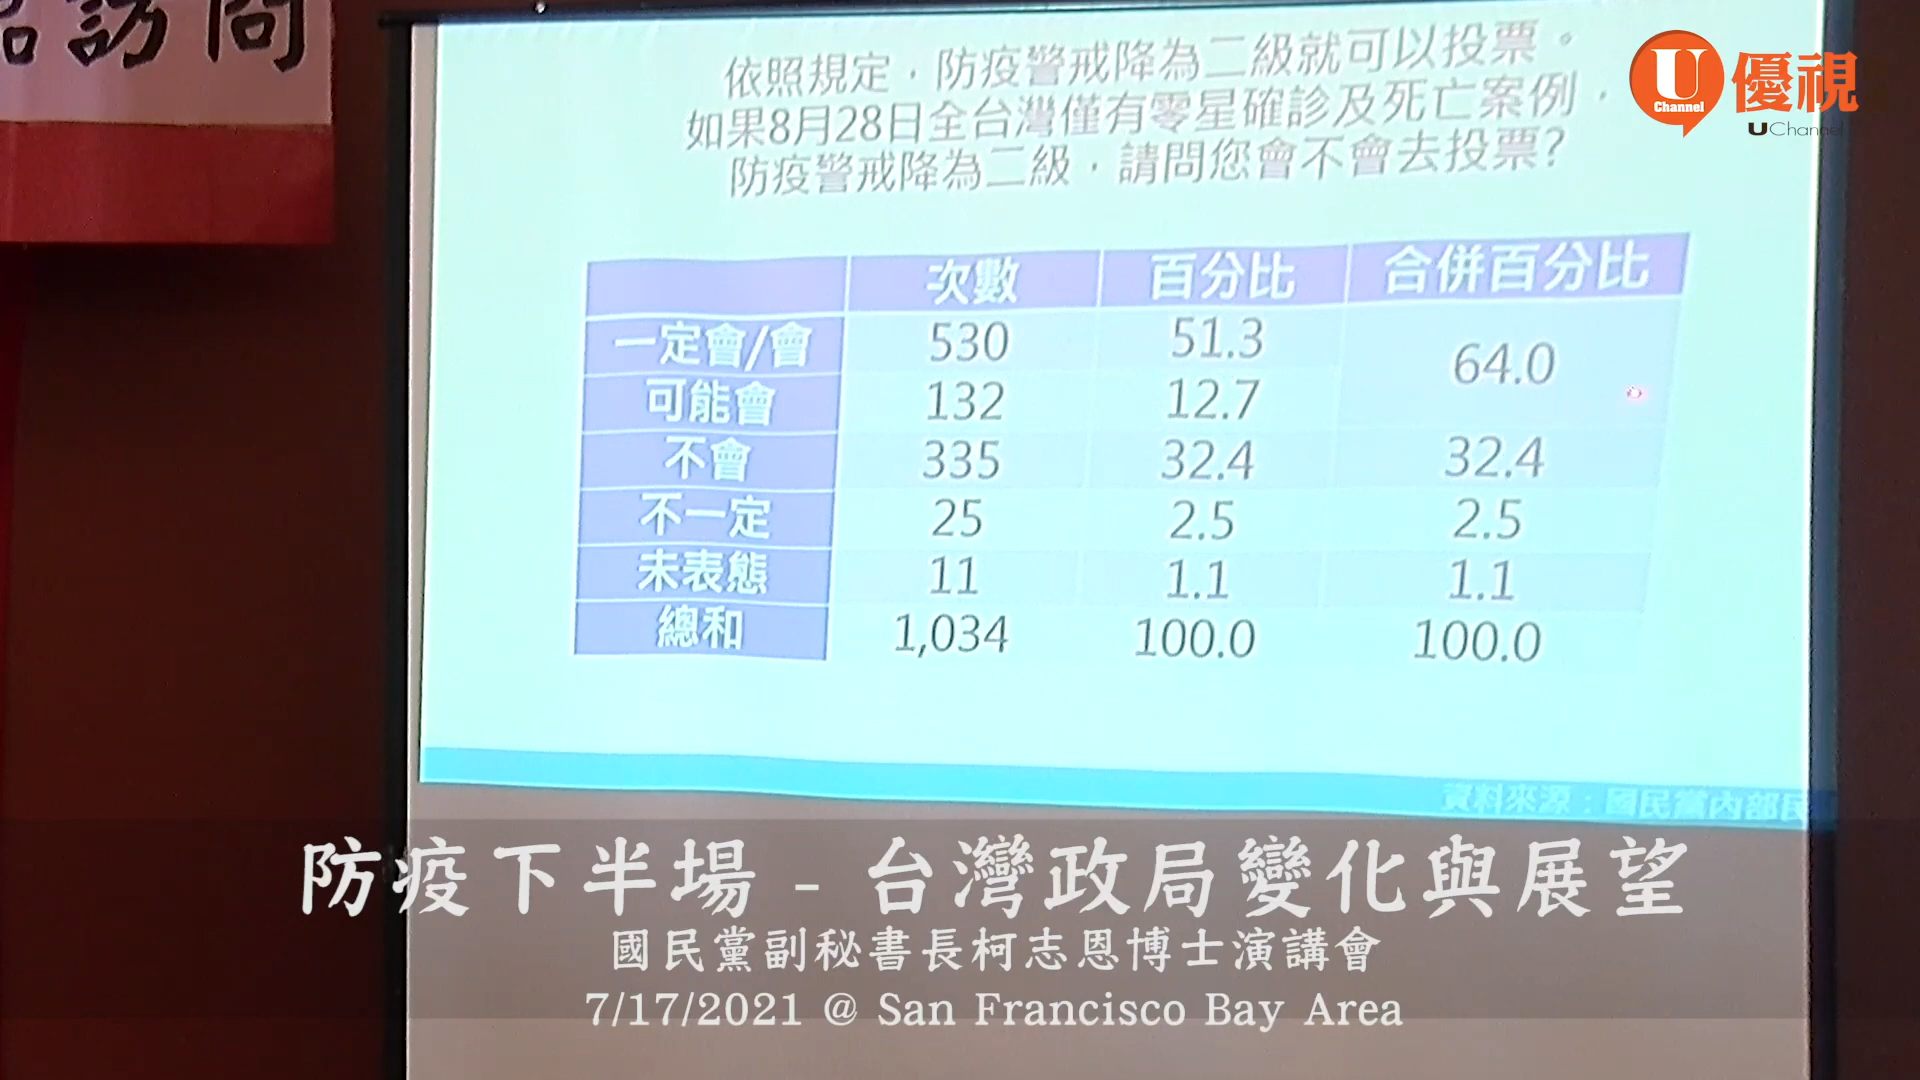 訪問
依照規定，防疫警戒降為二級就可以投票。
如果8月28日全台灣僅有零星確診及死亡案例，
防疫警戒降為二級，請問您會不會去投票?
U Channel 優視
UChannel
次數 百分比 合併百分比
一定會/會 530 51.3 64.0
可能會 132 12.7
不會 335 32.4 32.4
不一定 25 2.5 2.5
未表態 11 1.1 1.1
總和 1,034 100.0 100.0
資料來源：國民黨內部民
防疫下半場 - 台灣政局變化與展望
國民黨副秘書長柯志恩博士演講會
7/17/2021 @ San Francisco Bay Area